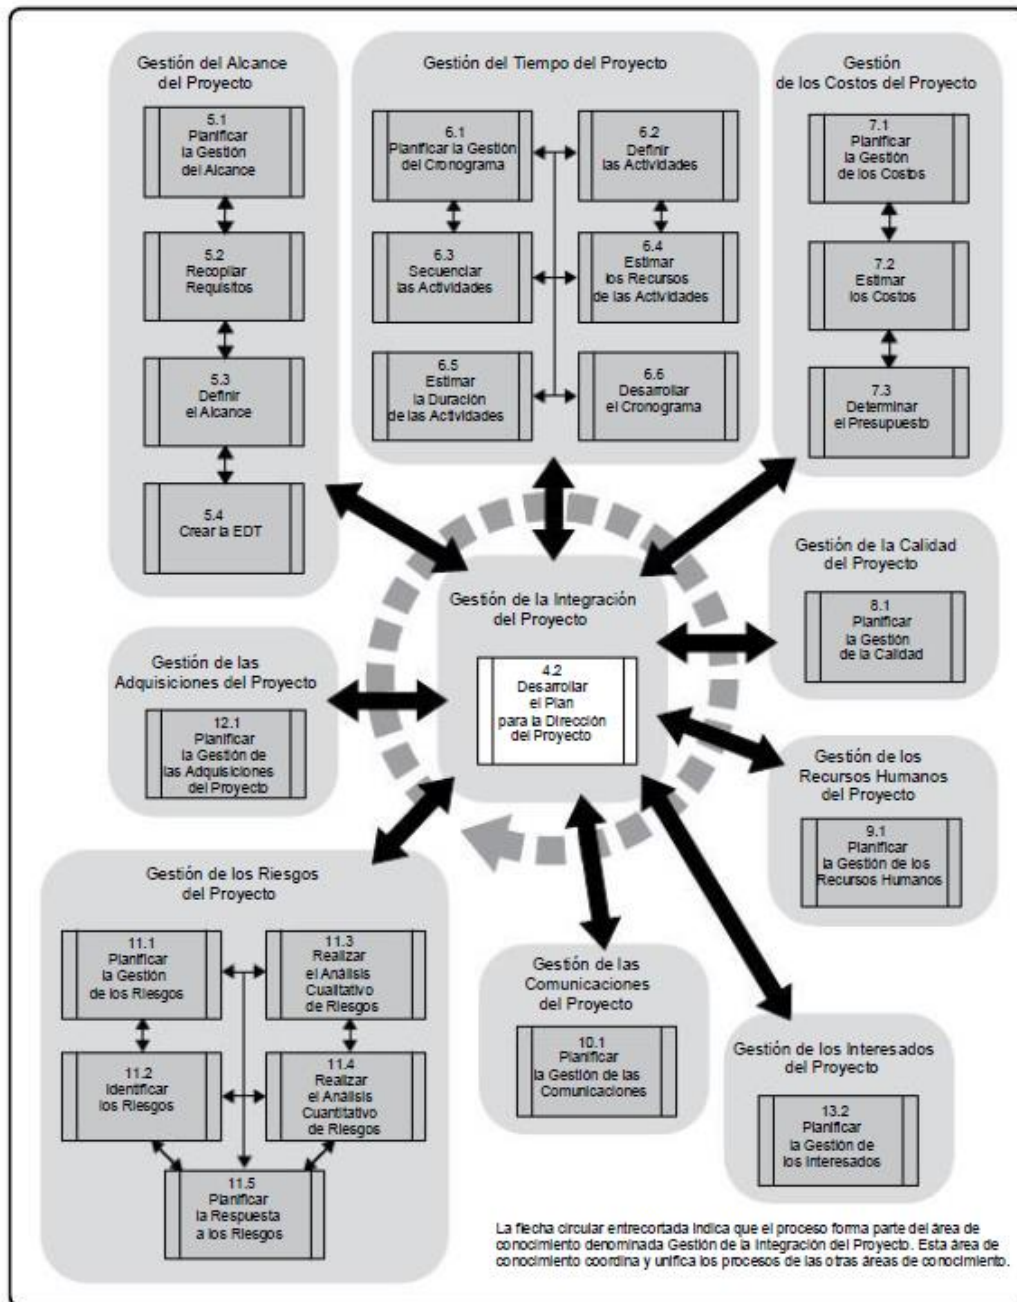 Gestión del Alcance
del Proyecto
5.1
Planificar
la Gestión
del Alcance
5.2
Recopilar
Requisitos
5.3
Definir
el Alcance
5.4
Crear la EDT
Gestión del Tiempo del Proyecto
6.1
Planificar la Gestión
del Cronograma
6.2
Definir
las Actividades
6.3
Secuenciar
las Actividades
6.4
Estimar
los Recursos
de las Actividades
6.5
Estimar
la Duración
de las Actividades
6.6
Desarrollar
el Cronograma
Gestión
de los Costos del Proyecto
7.1
Planificar
la Gestión
de los Costos
7.2
Estimar
los Costos
7.3
Determinar
el Presupuesto
Gestión de la Integración
del Proyecto
4.2
Desarrollar
el Plan
para la Dirección
del Proyecto
Gestión de la Calidad
del Proyecto
8.1
Planificar
la Gestión
de la Calidad
Gestión de las
Adquisiciones del Proyecto
12.1
Planificar
la Gestión de
las Adquisiciones
del Proyecto
Gestión de los
Recursos Humanos
del Proyecto
9.1
Planificar
la Gestión de los
Recursos Humanos
Gestión de los Riesgos
del Proyecto
11.1
Planificar
la Gestión
de los Riesgos
11.3
Realizar
el Análisis
Cualitativo
de Riesgos
11.2
Identificar
los Riesgos
11.4
Realizar
el Análisis
Cuantitativo
de Riesgos
11.5
Planificar
la Respuesta
a los Riesgos
Gestión de las
Comunicaciones
del Proyecto
10.1
Planificar
la Gestión de las
Comunicaciones
Gestión de los Interesados
del Proyecto
13.2
Planificar
la Gestión de
los Interesados
La flecha circular entrecortada indica que el proceso forma parte del área de
conocimiento denominada Gestión de la Integración del Proyecto. Esta área de
conocimiento coordina y unifica los procesos de las otras áreas de conocimiento.